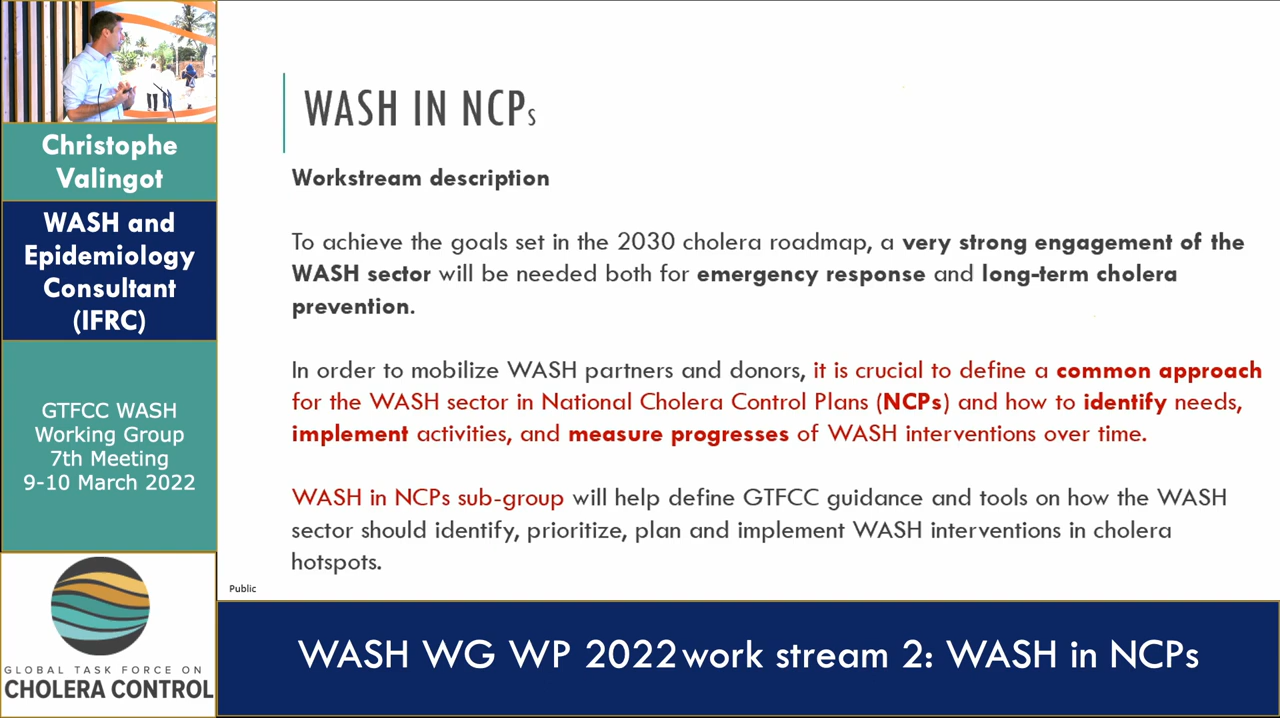 Christophe
Valingot
WASH and
Epidemiology
Consultant
(IFRC)
GTFCC WASH
Working Group
7th Meeting
9-10 March 2022
GLOBAL TASK FORCE ON
CHOLERA CONTROL
WASH IN NCPs
Workstream description
To achieve the goals set in the 2030 cholera roadmap, a very strong engagement of the
WASH sector will be needed both for emergency response and long-term cholera
prevention.
In order to mobilize WASH partners and donors, it is crucial to define a common approach
for the WASH sector in National Cholera Control Plans (NCPs) and how to identify needs,
implement activities, and measure progresses of WASH interventions over time.
WASH in NCPs sub-group will help define GTFCC guidance and tools on how the WASH
sector should identify, prioritize, plan and implement WASH interventions in cholera
hotspots.
Public
WASH WG WP 2022 work stream 2: WASH in NCPs